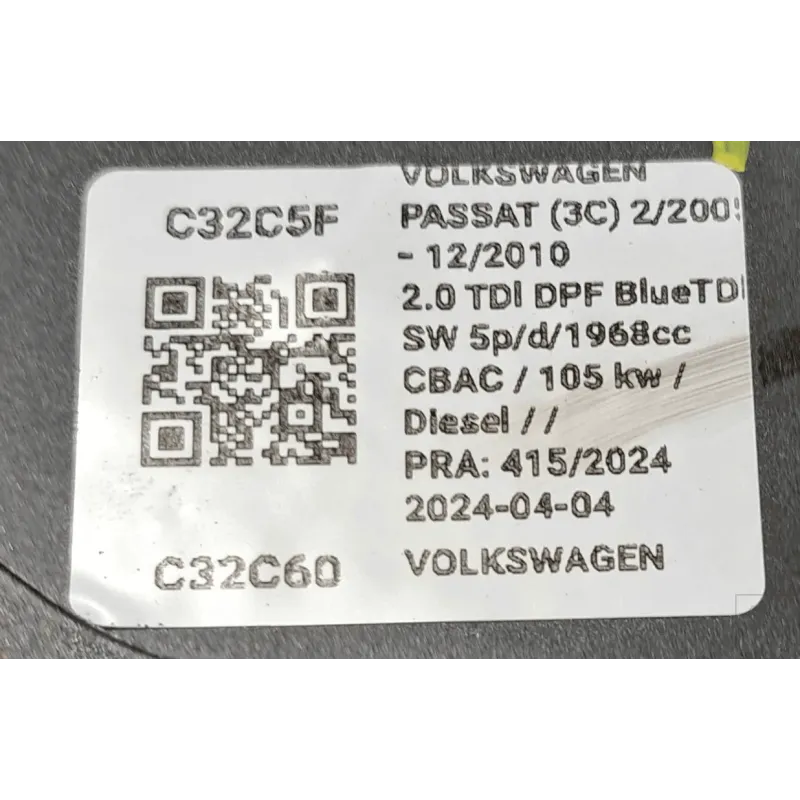 C32C5F
C32C60
VOLKSWAGEN
PASSAT (3C) 2/2005
- 12/2010
2.0 TDI DPF BlueTDI
SW 5p/d/1968cc
CBAC / 105 kw /
Diesel / /
PRA: 415/2024
2024-04-04
VOLKSWAGEN